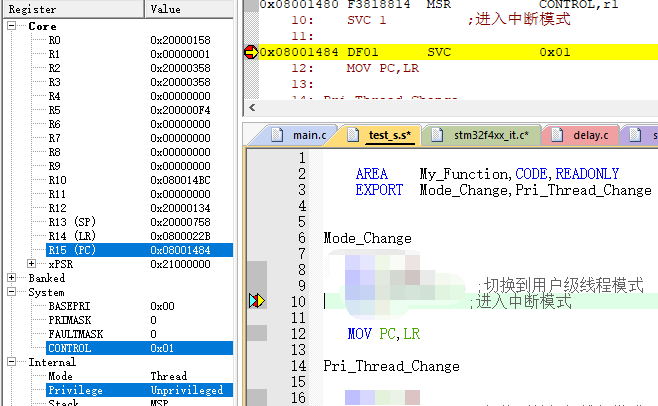 Register Value
Core
R0 0x20000158
R1 0x00000001
R2 0x20000358
R3 0x20000358
R4 0x00000000
R5 0x200000F4
R6 0x00000000
R7 0x00000000
R8 0x00000000
R9 0x00000000
R10 0x080014BC
R11 0x00000000
R12 0x20000134
R13 (SP) 0x20000758
R14 (LR) 0x0800022B
R15 (PC) 0x08001484
xPSR 0x21000000
Banked
System
BASEPRI 0x00
PRIMASK 0
FAULTMASK 0
CONTROL 0x01
Internal
Mode Thread
Privilege Unprivileged
Stack MSP
0x08001480 F3818814 MSR CONTROL,r1
10: SVC 1 ;进入中断模式
11:
0x08001484 DF01 SVC 0x01
12: MOV PC,LR
13:
14: Pri_Thread_Change
main.c test_s.s* stm32f4xx_it.c* delay.c s
1
2 AREA My_Function,CODE,READONLY
3 EXPORT Mode_Change,Pri_Thread_Change
4
5
6 Mode_Change
7
8
9 ;切换到用户级线程模式
10 ;进入中断模式
11
12 MOV PC,LR
13
14 Pri_Thread_Change
15
16